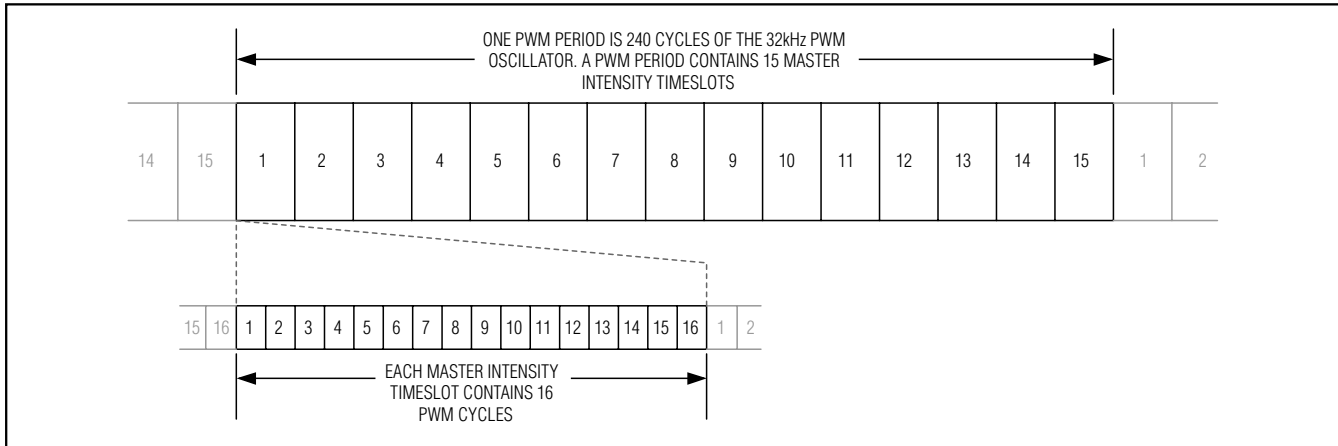 ONE PWM PERIOD IS 240 CYCLES OF THE 32kHz PWM
OSCILLATOR. A PWM PERIOD CONTAINS 15 MASTER
INTENSITY TIMESLOTS
14 15 1 2 3 4 5 6 7 8 9 10 11 12 13 14 15 1 2
15 16 1 2 3 4 5 6 7 8 9 10 11 12 13 14 15 16 1 2
EACH MASTER INTENSITY
TIMESLOT CONTAINS 16
PWM CYCLES